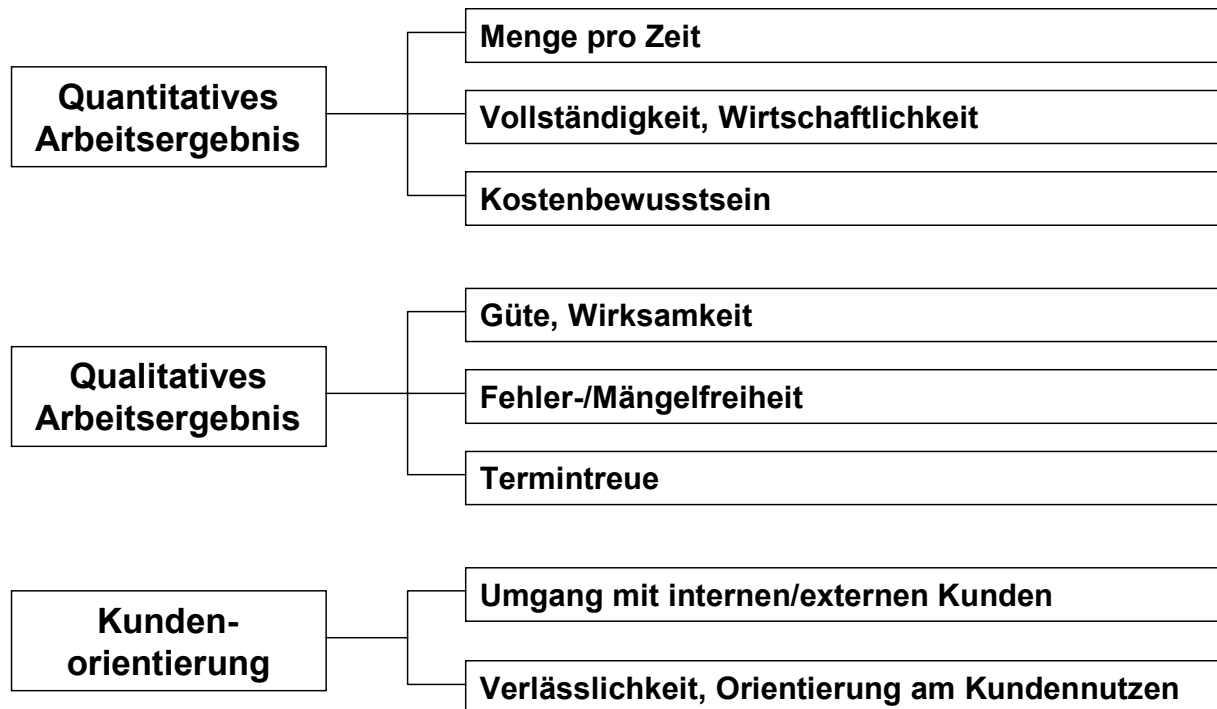 Quantitatives
Arbeitsergebnis
Menge pro Zeit
Vollständigkeit, Wirtschaftlichkeit
Kostenbewusstsein
Qualitatives
Arbeitsergebnis
Güte, Wirksamkeit
Fehler-/Mängelfreiheit
Termintreue
Kunden-
orientierung
Umgang mit internen/externen Kunden
Verlässlichkeit, Orientierung am Kundennutzen